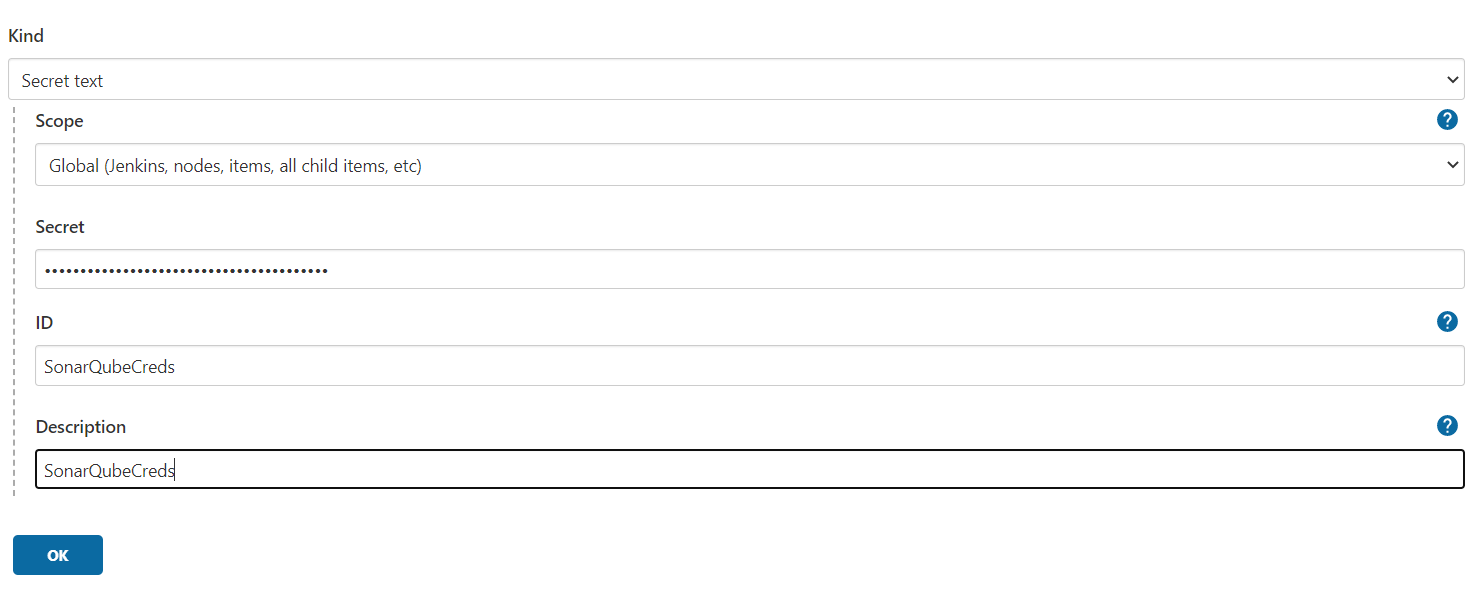 Kind
Secret text
Scope
?
Global (Jenkins, nodes, items, all child items, etc)
Secret
••••••••••••••••••••••••••••••••••••••••
ID
?
SonarQubeCreds
Description
?
SonarQubeCreds
OK